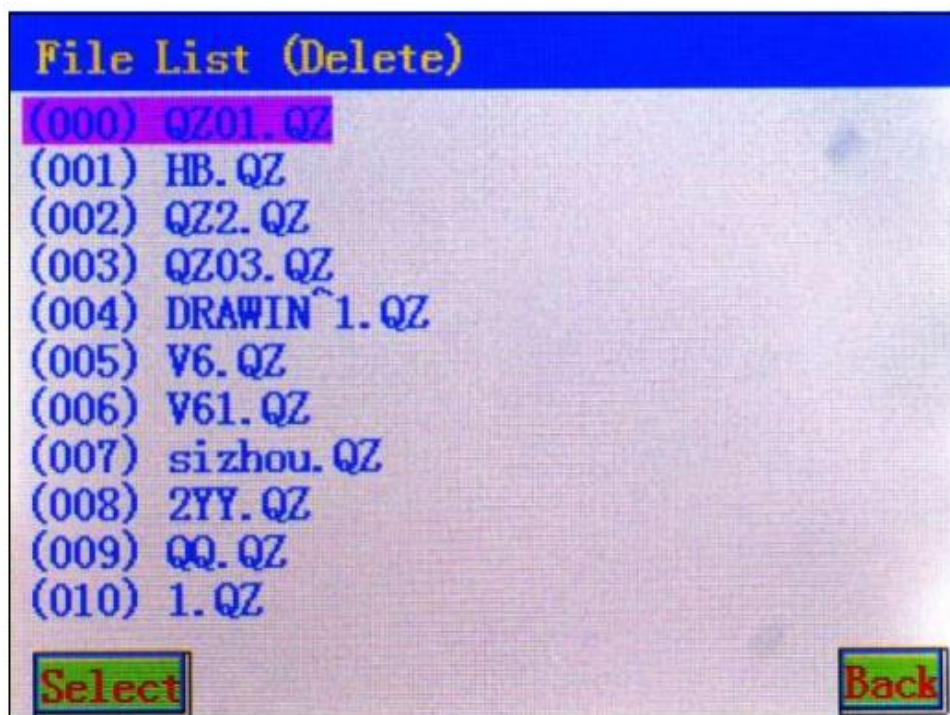 File List (Delete)
(000) QZ01.QZ
(001) HB.QZ
(002) QZ2.QZ
(003) QZ03.QZ
(004) DRAWIN~1.QZ
(005) V6.QZ
(006) V61.QZ
(007) sizhou.QZ
(008) 2YY.QZ
(009) QQ.QZ
(010) 1.QZ
Select
Back